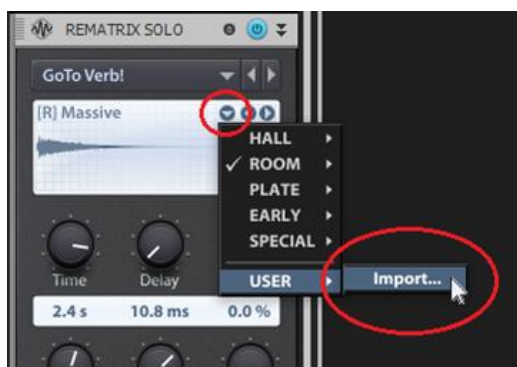 REMATRIX SOLO
GoTo Verb!
[R] Massive
HALL
ROOM
PLATE
EARLY
SPECIAL
USER
Import...
Time
Delay
2.4 s
10.8 ms
0.0 %